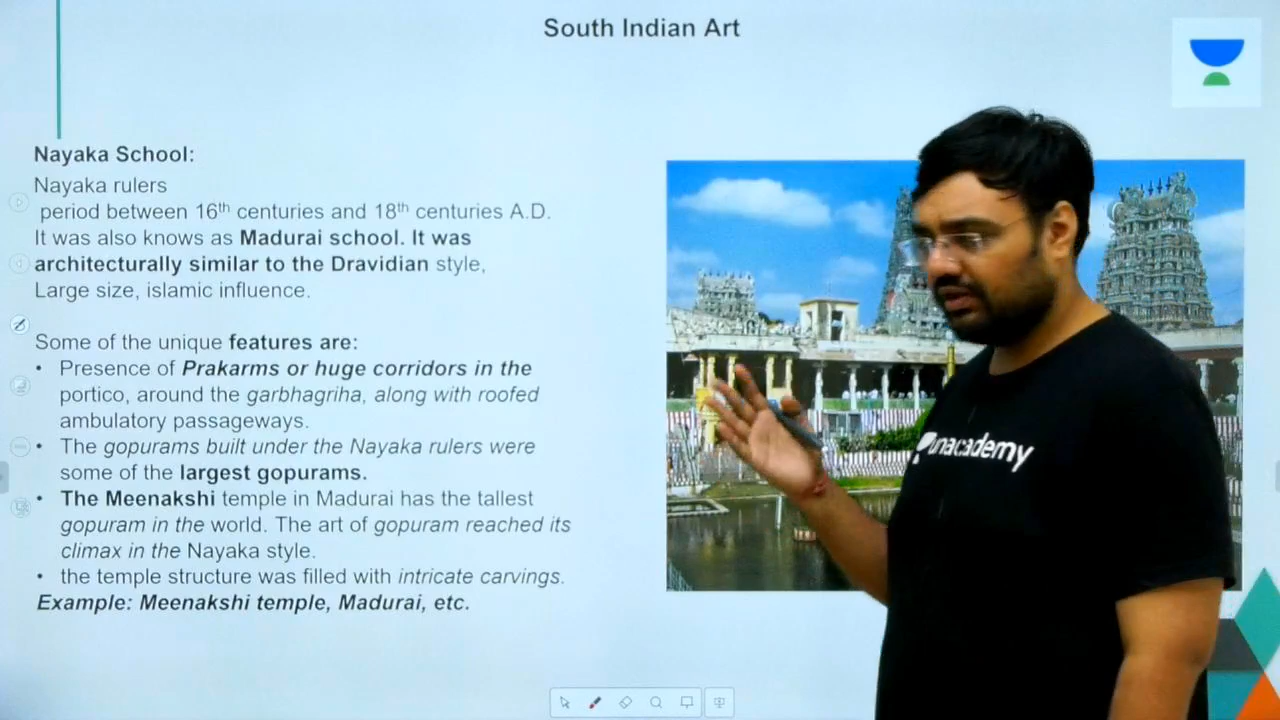 South Indian Art
Nayaka School:
Nayaka rulers
period between 16th centuries and 18th centuries A.D.
It was also knows as Madurai school. It was
architecturally similar to the Dravidian style,
Large size, islamic influence.
Some of the unique features are:
• Presence of Prakarms or huge corridors in the
portico, around the garbhagriha, along with roofed
ambulatory passageways.
• The gopurams built under the Nayaka rulers were
some of the largest gopurams.
• The Meenakshi temple in Madurai has the tallest
gopuram in the world. The art of gopuram reached its
climax in the Nayaka style.
• the temple structure was filled with intricate carvings.
Example: Meenakshi temple, Madurai, etc.
unacademy